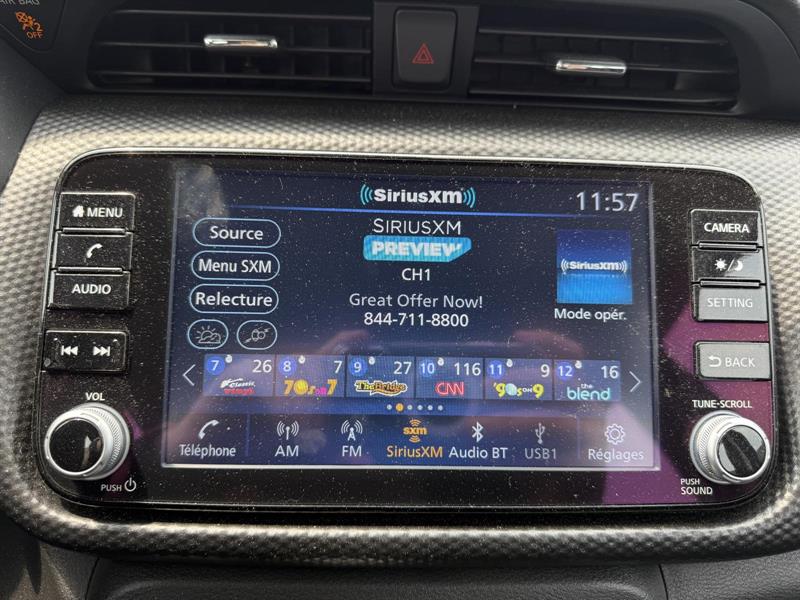 AIR BAG
2
OFF
SiriusXM
11:57
MENU
AUDIO
VOL
PUSH
Source
Menu SXM
Relecture
SIRIUSXM
PREVIEW
CH1
Great Offer Now!
844-711-8800
SiriusXM
Mode opér.
7 26
8 7 70s on 7
9 27 The Bridge
10 116 CNN
11 9 '90s on 9
12 16 the blend
Téléphone
AM
FM
sxm
SiriusXM
Audio BT
USB1
Réglages
CAMERA
SETTING
BACK
TUNE·SCROLL
PUSH
SOUND